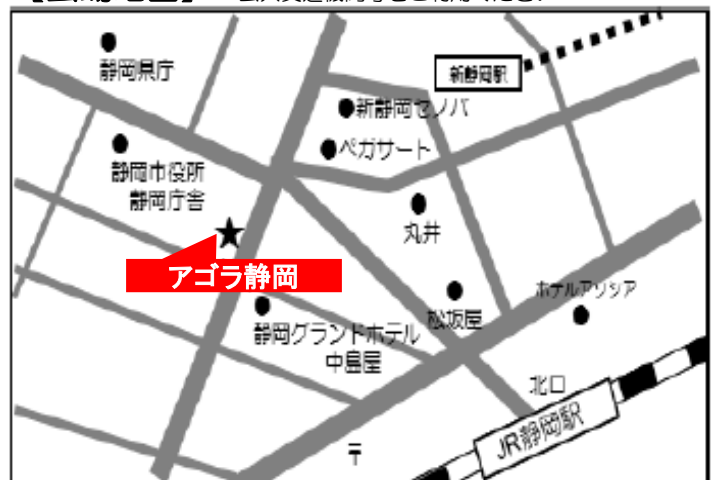 静岡県庁
新静岡駅
新静岡セノバ
ペガサート
静岡市役所
静岡庁舎
丸井
アゴラ静岡
ホテルアソシア
松坂屋
静岡グランドホテル
中島屋
北口
JR静岡駅
〒